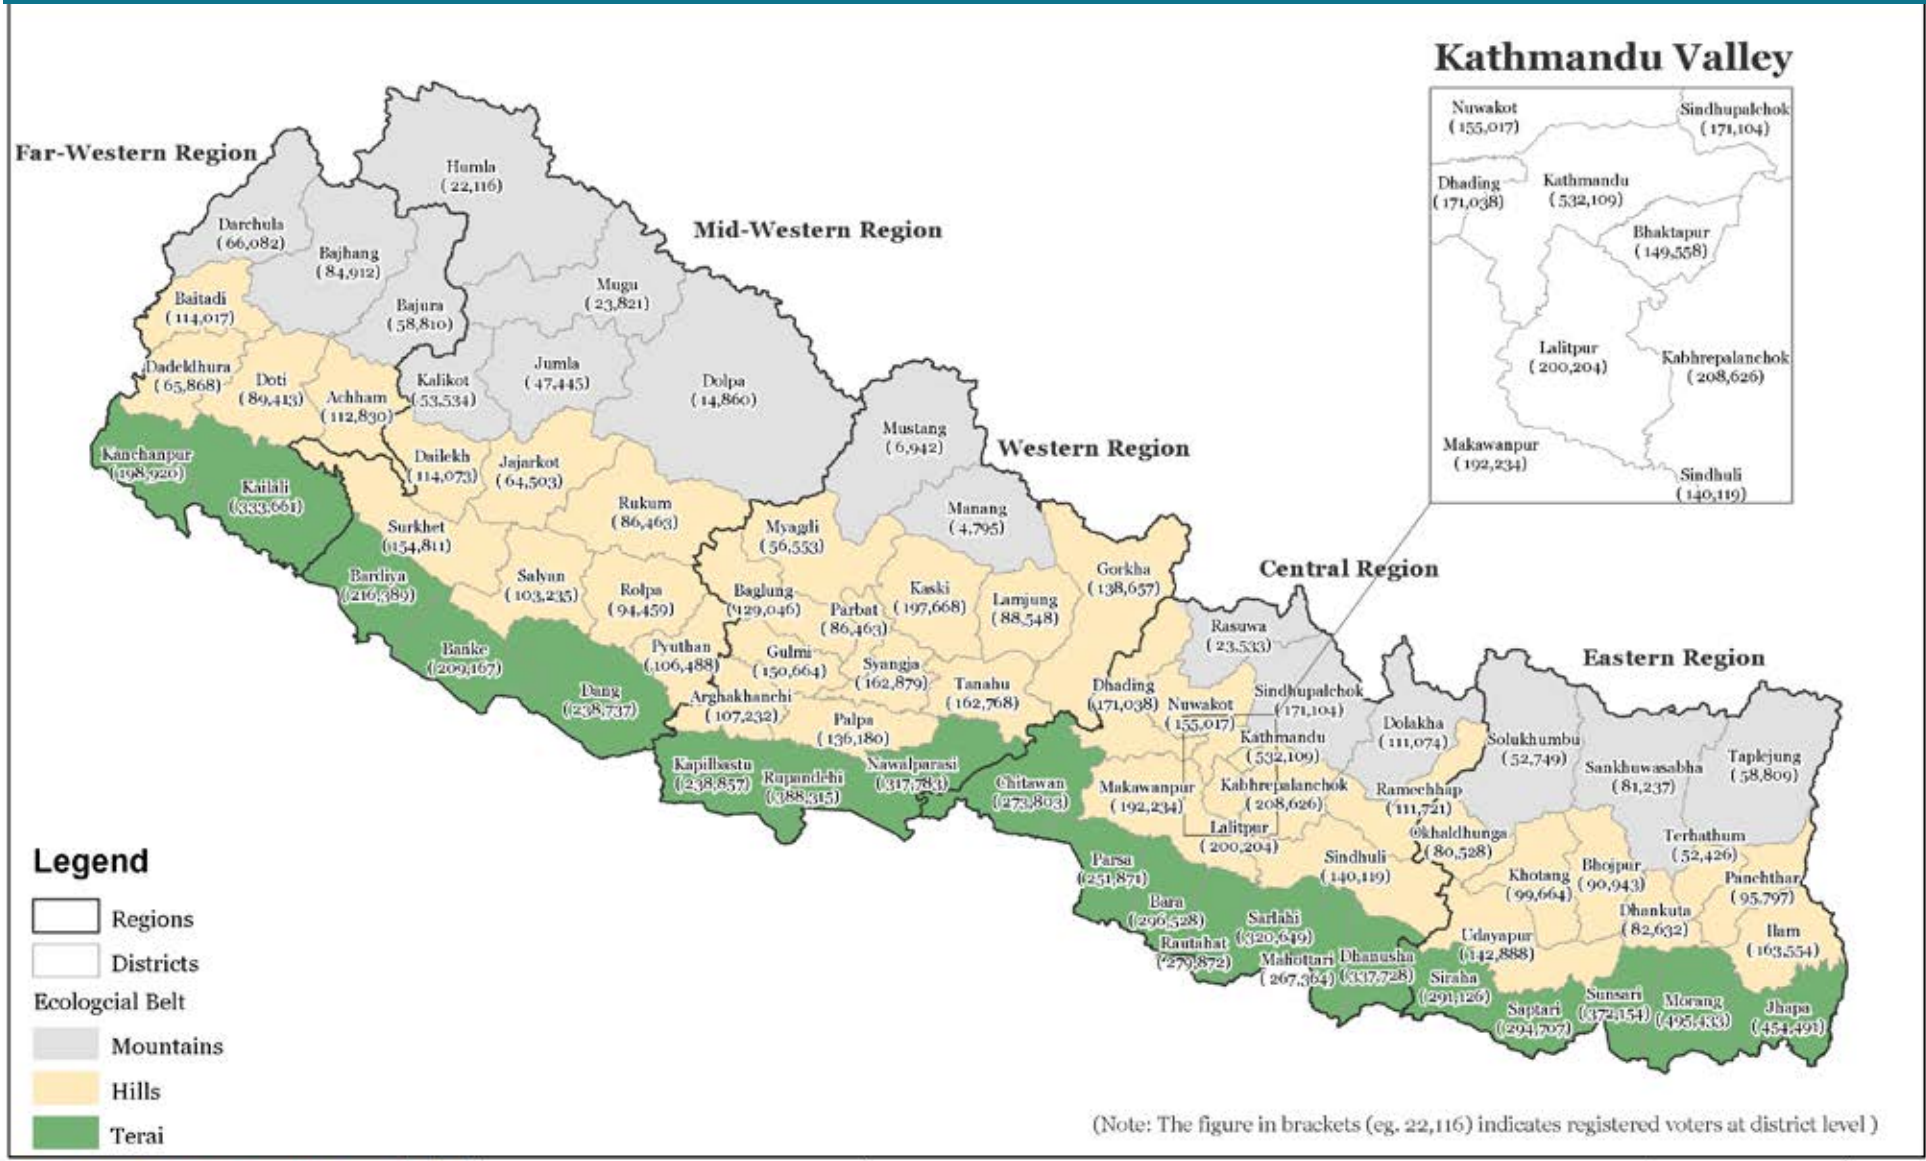 Kathmandu Valley
Nuwakot
(155,017)
Sindhupalchok
(171,104)
Dhading
(171,038)
Kathmandu
(532,109)
Bhaktapur
(149,558)
Lalitpur
(200,204)
Kabhrepalanchok
(208,626)
Makawanpur
(192,234)
Sindhuli
(140,119)
Far-Western Region
Darchula
(66,082)
Bajhang
(84,912)
Bajura
(58,810)
Baitadi
(114,017)
Dadeldhura
(65,868)
Doti
(89,413)
Achham
(112,830)
Kanchanpur
(198,920)
Kailali
(333,661)
Mid-Western Region
Humla
(22,116)
Mugu
(23,821)
Jumla
(47,445)
Kalikot
(53,534)
Dolpa
(14,860)
Dailekh
(114,073)
Jajarkot
(64,503)
Rukum
(86,463)
Surkhet
(154,811)
Salyan
(103,235)
Rolpa
(94,459)
Bardiya
(216,389)
Banke
(209,167)
Pyuthan
(106,488)
Dang
(238,737)
Western Region
Mustang
(6,942)
Manang
(4,795)
Myagdi
(56,553)
Gorkha
(138,657)
Baglung
(129,046)
Parbat
(86,463)
Kaski
(197,668)
Lamjung
(88,548)
Gulmi
(150,664)
Syangja
(162,879)
Tanahu
(162,768)
Arghakhanchi
(107,232)
Palpa
(136,180)
Kapilbastu
(238,857)
Rupandehi
(388,315)
Nawalparasi
(317,783)
Central Region
Rasuwa
(23,533)
Dhading
(171,038)
Nuwakot
(155,017)
Sindhupalchok
(171,104)
Dolakha
(111,074)
Kathmandu
(532,109)
Chitawan
(273,803)
Makawanpur
(192,234)
Kabhrepalanchok
(208,626)
Rameehhap
(111,721)
Lalitpur
(200,204)
Sindhuli
(140,119)
Parsa
(251,871)
Bara
(296,528)
Rautahat
(279,872)
Sarlahi
(320,649)
Mahottari
(267,364)
Dhanusha
(337,728)
Eastern Region
Solukhumbu
(52,749)
Sankhuwasabha
(81,237)
Taplejung
(58,809)
Okhaldhunga
(80,528)
Terhathum
(52,426)
Khotang
(99,664)
Bhojpur
(90,943)
Panchthar
(95,797)
Dhankuta
(82,632)
Ilam
(163,554)
Udayapur
(142,888)
Siraha
(291,126)
Saptari
(294,707)
Sunsari
(372,154)
Morang
(495,433)
Jhapa
(454,491)
Legend
Regions
Districts
Ecologcial Belt
Mountains
Hills
Terai
(Note: The figure in brackets (eg. 22,116) indicates registered voters at district level )